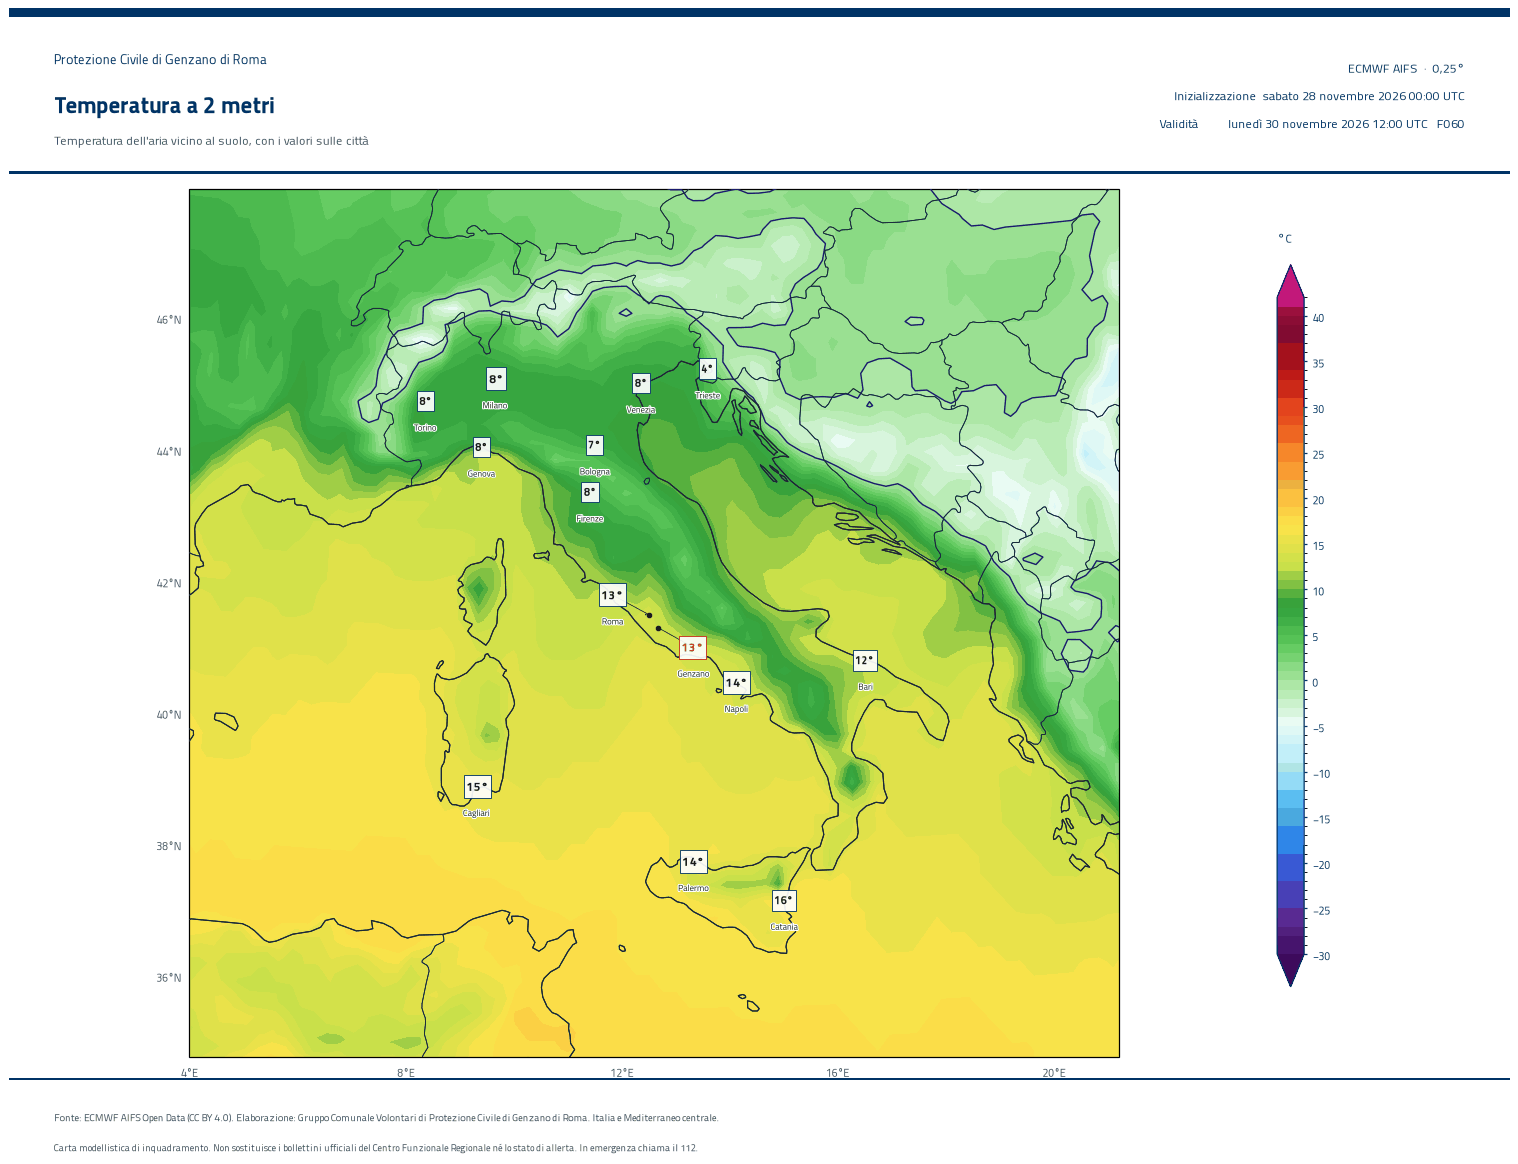 Protezione Civile di Genzano di Roma
Temperatura a 2 metri
Temperatura dell'aria vicino al suolo, con i valori sulle città
ECMWF AIFS · 0,25°
Inizializzazione sabato 28 novembre 2026 00:00 UTC
Validità lunedì 30 novembre 2026 12:00 UTC F060
°C
40
35
30
25
20
15
10
5
0
−5
−10
−15
−20
−25
−30
46°N
44°N
42°N
40°N
38°N
36°N
4°E
8°E
12°E
16°E
20°E
4°
Trieste
8°
Milano
8°
Venezia
8°
Torino
8°
Genova
7°
Bologna
8°
Firenze
13°
Roma
13°
Genzano
12°
Bari
14°
Napoli
15°
Cagliari
14°
Palermo
16°
Catania
Fonte: ECMWF AIFS Open Data (CC BY 4.0). Elaborazione: Gruppo Comunale Volontari di Protezione Civile di Genzano di Roma. Italia e Mediterraneo centrale.
Carta modellistica di inquadramento. Non sostituisce i bollettini ufficiali del Centro Funzionale Regionale né lo stato di allerta. In emergenza chiama il 112.